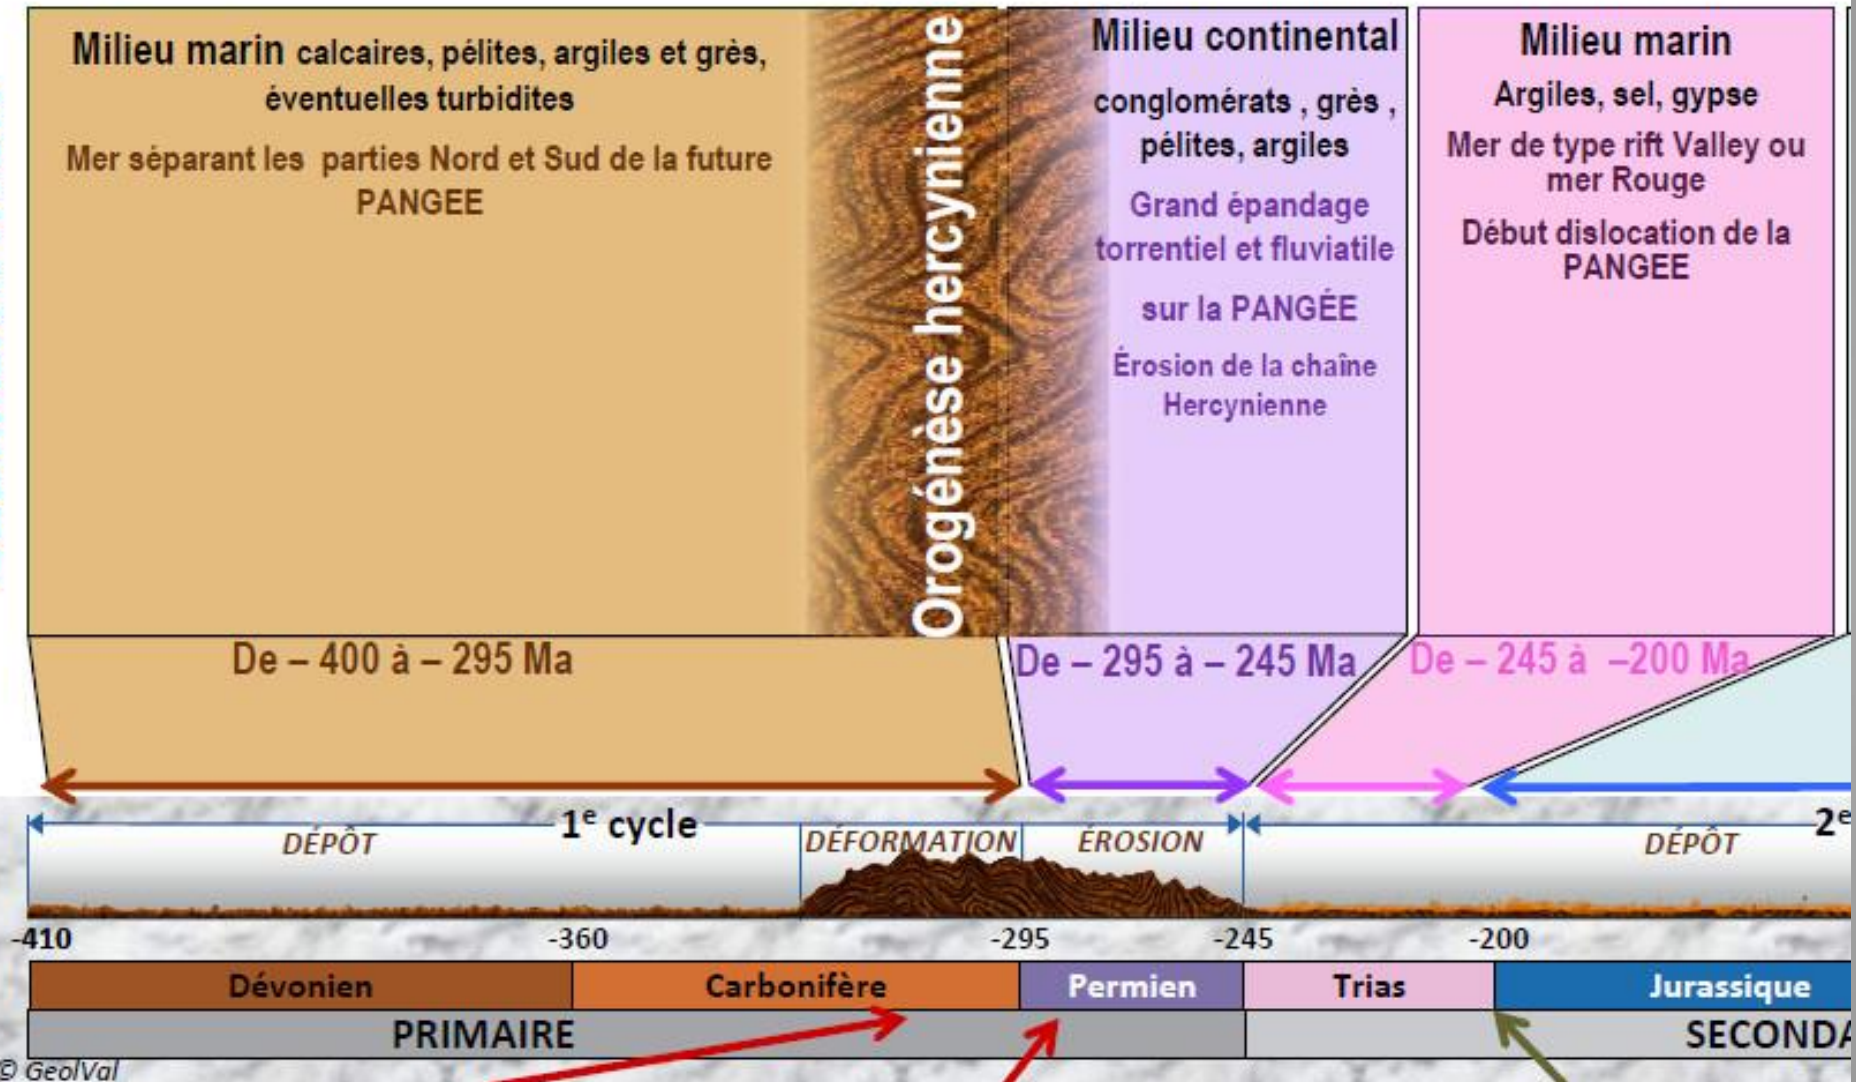 Milieu marin calcaires, pélites, argiles et grès,
éventuelles turbidites
Mer séparant les parties Nord et Sud de la future
PANGEE
Orogénèse hercynienne
Milieu continental
conglomérats , grès ,
pélites, argiles
Grand épandage
torrentiel et fluviatile
sur la PANGÉE
Érosion de la chaîne
Hercynienne
Milieu marin
Argiles, sel, gypse
Mer de type rift Valley ou
mer Rouge
Début dislocation de la
PANGEE
De – 400 à – 295 Ma
De – 295 à – 245 Ma
De – 245 à –200 Ma
1e cycle
2e
DÉPÔT
DÉFORMATION
ÉROSION
DÉPÔT
-410
-360
-295
-245
-200
Dévonien
Carbonifère
Permien
Trias
Jurassique
PRIMAIRE
SECONDA
© GeolVal